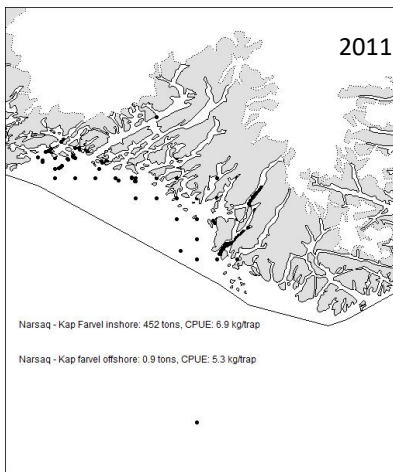 2011
Narsaq - Kap Farvel inshore: 452 tons, CPUE: 6.9 kg/trap
Narsaq - Kap farvel offshore: 0.9 tons, CPUE: 5.3 kg/trap